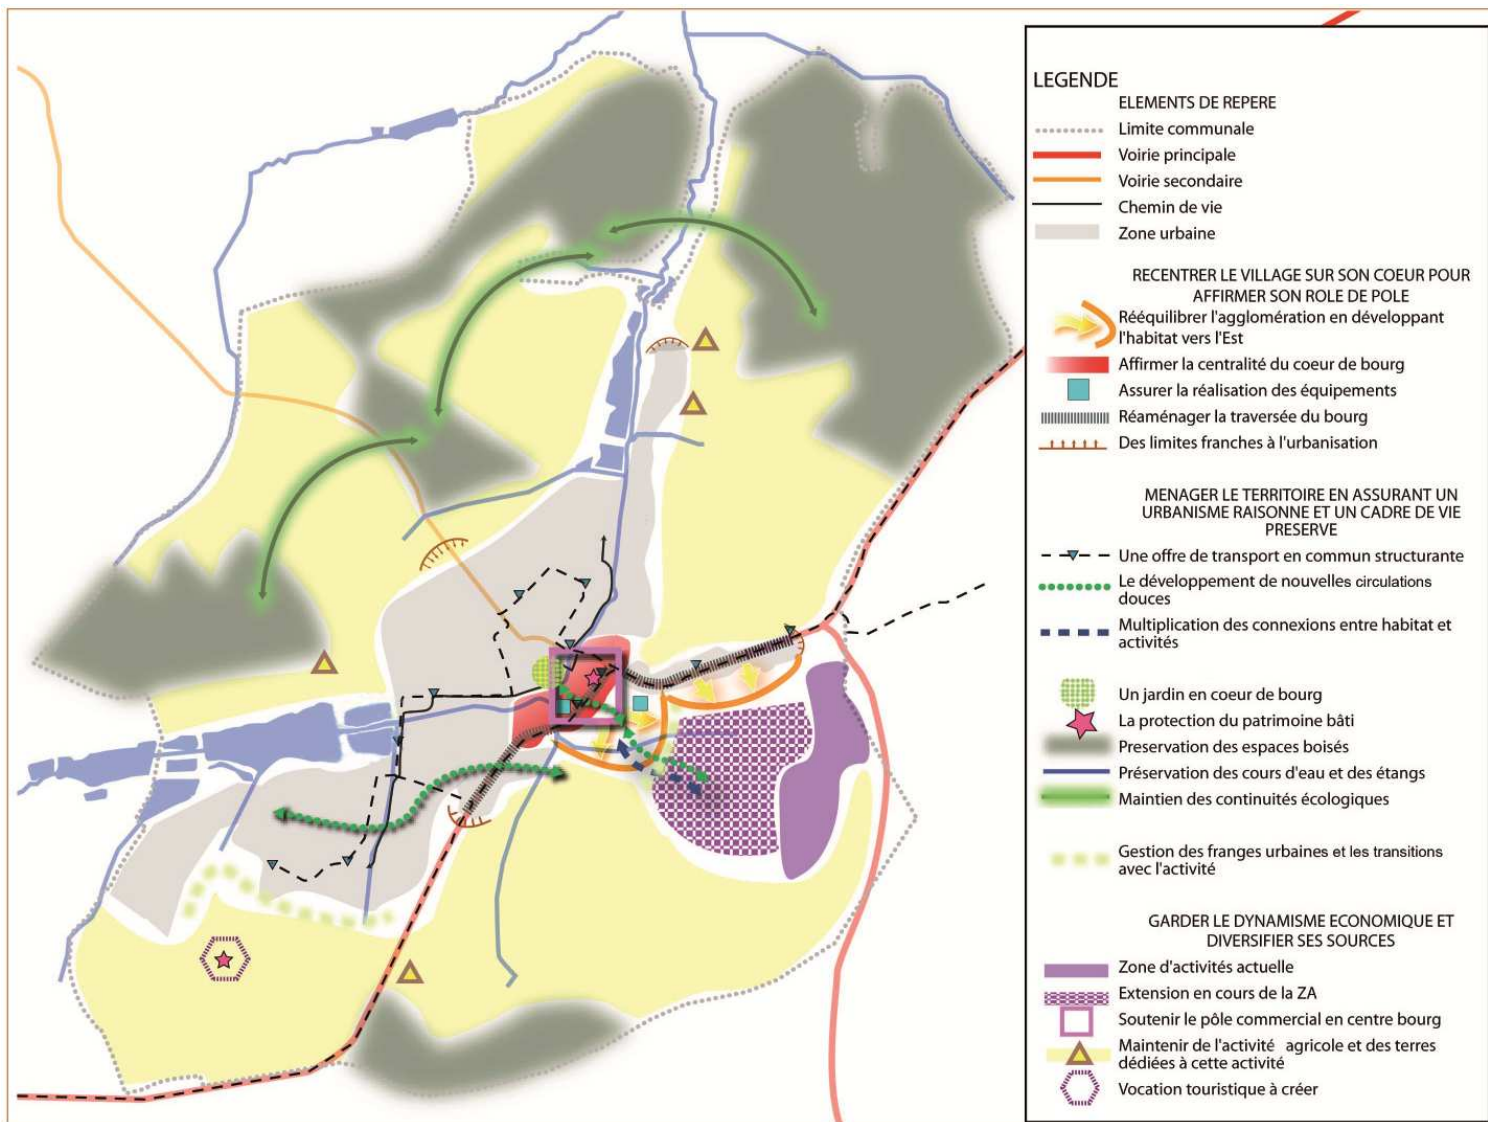 LEGENDE
ELEMENTS DE REPERE
Limite communale
Voirie principale
Voirie secondaire
Chemin de vie
Zone urbaine
RECENTRER LE VILLAGE SUR SON COEUR POUR
AFFIRMER SON ROLE DE POLE
Rééquilibrer l'agglomération en développant
l'habitat vers l'Est
Affirmer la centralité du coeur de bourg
Assurer la réalisation des équipements
Réaménager la traversée du bourg
Des limites franches à l'urbanisation
MENAGER LE TERRITOIRE EN ASSURANT UN
URBANISME RAISONNE ET UN CADRE DE VIE
PRESERVE
Une offre de transport en commun structurante
Le développement de nouvelles circulations
douces
Multiplication des connexions entre habitat et
activités
Un jardin en coeur de bourg
La protection du patrimoine bâti
Preservation des espaces boisés
Préservation des cours d'eau et des étangs
Maintien des continuités écologiques
Gestion des franges urbaines et les transitions
avec l'activité
GARDER LE DYNAMISME ECONOMIQUE ET
DIVERSIFIER SES SOURCES
Zone d'activités actuelle
Extension en cours de la ZA
Soutenir le pôle commercial en centre bourg
Maintenir de l'activité agricole et des terres
dédiées à cette activité
Vocation touristique à créer